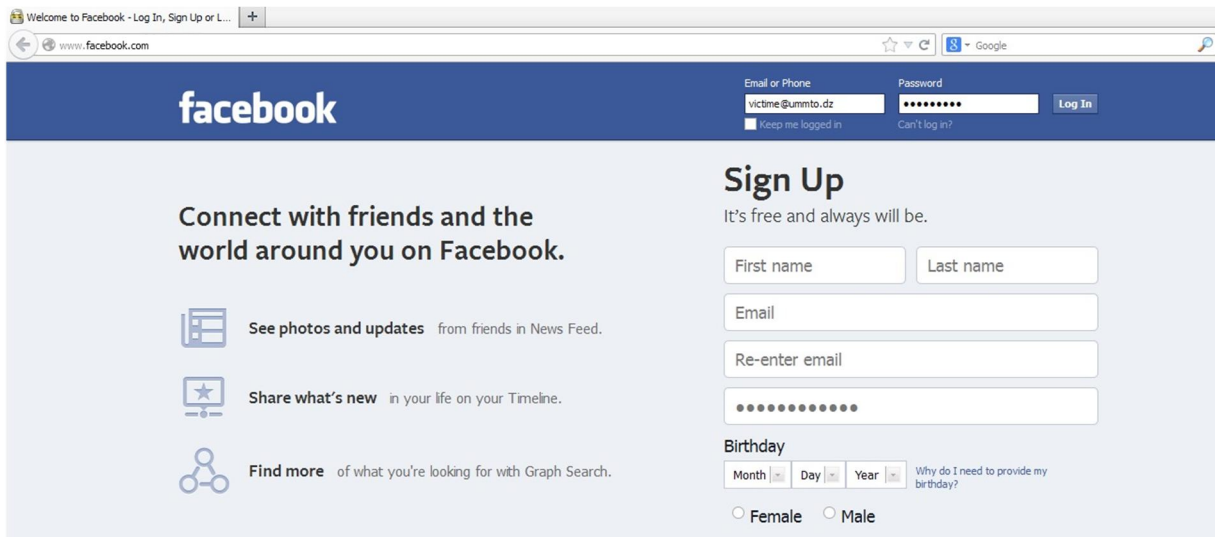 Welcome to Facebook - Log In, Sign Up or L...
www.facebook.com
Google
facebook
Email or Phone
Password
victime@ummto.dz
•••••••••
Log In
Keep me logged in
Can't log in?
Sign Up
It's free and always will be.
Connect with friends and the
world around you on Facebook.
First name
Last name
Email
See photos and updates from friends in News Feed.
Re-enter email
Share what's new in your life on your Timeline.
••••••••••••
Birthday
Find more of what you're looking for with Graph Search.
Month Day Year
Why do I need to provide my
birthday?
Female Male